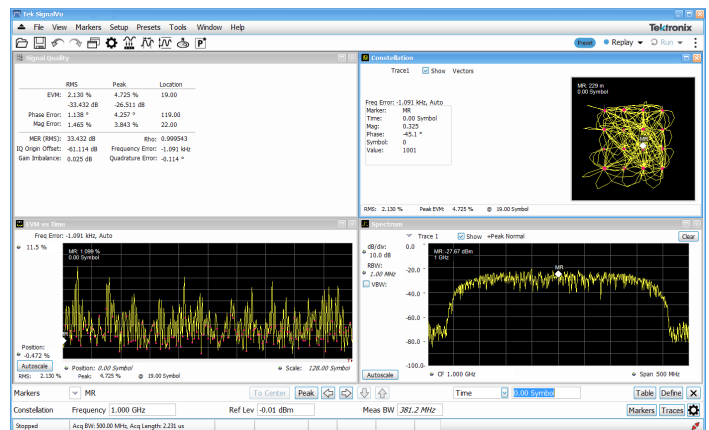 Tek SignalVu
File View Markers Setup Presets Tools Window Help
Tektronix
Preset Replay Run
Signal Quality
RMS Peak Location
EVM: 2.130 % 4.725 % 19.00
-33.432 dB -26.511 dB
Phase Error: 1.138 ° 4.257 ° 119.00
Mag Error: 1.465 % 3.843 % 22.00
MER (RMS): 33.432 dB Rho: 0.999543
IQ Origin Offset: -61.114 dB Frequency Error: -1.091 kHz
Gain Imbalance: 0.025 dB Quadrature Error: -0.114 °
Constellation
Trace1 Show Vectors
MR: 229 m
0.00 Symbol
MR
Freq Error: -1.091 kHz, Auto
Marker: MR
Time: 0.00 Symbol
Mag: 0.325
Phase: -45.1 °
Symbol: 0
Value: 1001
RMS: 2.130 % Peak EVM: 4.725 % @ 19.00 Symbol
EVM vs Time
Freq Error: -1.091 kHz, Auto
11.5 %
MR: 1.099 %
0.00 Symbol
Position:
-0.472 %
Autoscale
Position: 0.00 Symbol Scale: 128.00 Symbol
RMS: 2.130 % Peak: 4.725 % @ 19.00 Symbol
Spectrum
Trace 1 Show +Peak Normal Clear
dB/div:
10.0 dB
RBW:
1.00 MHz
VBW:
0.0
-20.0
-40.0
-60.0
-80.0
-100.0
MR: -27.67 dBm
1 GHz
MR
Autoscale
CF 1.000 GHz Span 500 MHz
Markers MR To Center Peak Time 0.00 Symbol Table Define
Constellation Frequency 1.000 GHz Ref Lev -0.01 dBm Meas BW 381.2 MHz Markers Traces
Stopped Acq BW: 500.00 MHz, Acq Length: 2.231 us